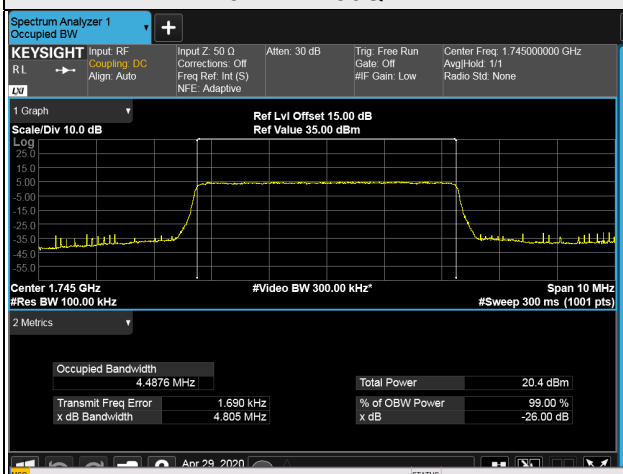 Spectrum Analyzer 1
Occupied BW
KEYSIGHT Input: RF Input Z: 50 Ω Atten: 30 dB Trig: Free Run Center Freq: 1.745000000 GHz
RL Coupling: DC Corrections: Off Gate: Off Avg|Hold: 1/1
Align: Auto Freq Ref: Int (S) #IF Gain: Low Radio Std: None
LXI NFE: Adaptive
1 Graph Ref Lvl Offset 15.00 dB
Scale/Div 10.0 dB Ref Value 35.00 dBm
Log
25.0
15.0
5.00
-5.00
-15.0
-25.0
-35.0
-45.0
-55.0
Center 1.745 GHz #Video BW 300.00 kHz* Span 10 MHz
#Res BW 100.00 kHz #Sweep 300 ms (1001 pts)
2 Metrics
Occupied Bandwidth
4.4876 MHz Total Power 20.4 dBm
Transmit Freq Error 1.690 kHz % of OBW Power 99.00 %
x dB Bandwidth 4.805 MHz x dB -26.00 dB
Apr 29, 2020
MSG STATUS